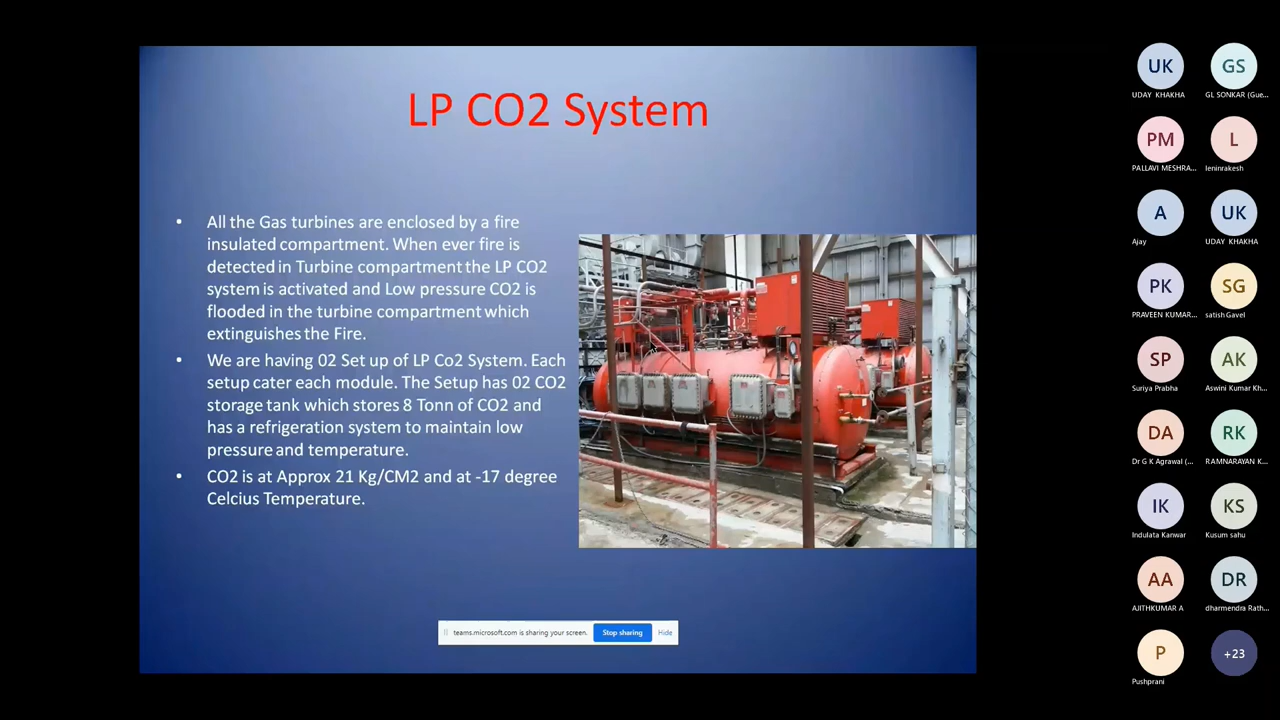 LP CO2 System
• All the Gas turbines are enclosed by a fire
insulated compartment. When ever fire is
detected in Turbine compartment the LP CO2
system is activated and Low pressure CO2 is
flooded in the turbine compartment which
extinguishes the Fire.
• We are having 02 Set up of LP Co2 System. Each
setup cater each module. The Setup has 02 CO2
storage tank which stores 8 Tonn of CO2 and
has a refrigeration system to maintain low
pressure and temperature.
• CO2 is at Approx 21 Kg/CM2 and at -17 degree
Celcius Temperature.
teams.microsoft.com is sharing your screen. Stop sharing Hide
UK GS
UDAY KHAKHA GL SONKAR (Gue...
PM L
PALLAVI MESHRA... leninrakesh
A UK
Ajay UDAY KHAKHA
PK SG
PRAVEEN KUMAR... satish Gavel
SP AK
Suriya Prabha Aswini Kumar Kh...
DA RK
Dr G K Agrawal (... RAMNARAYAN K...
IK KS
Indulata Kanwar Kusum sahu
AA DR
AJITHKUMAR A dharmendra Rath...
P +23
Pushprani